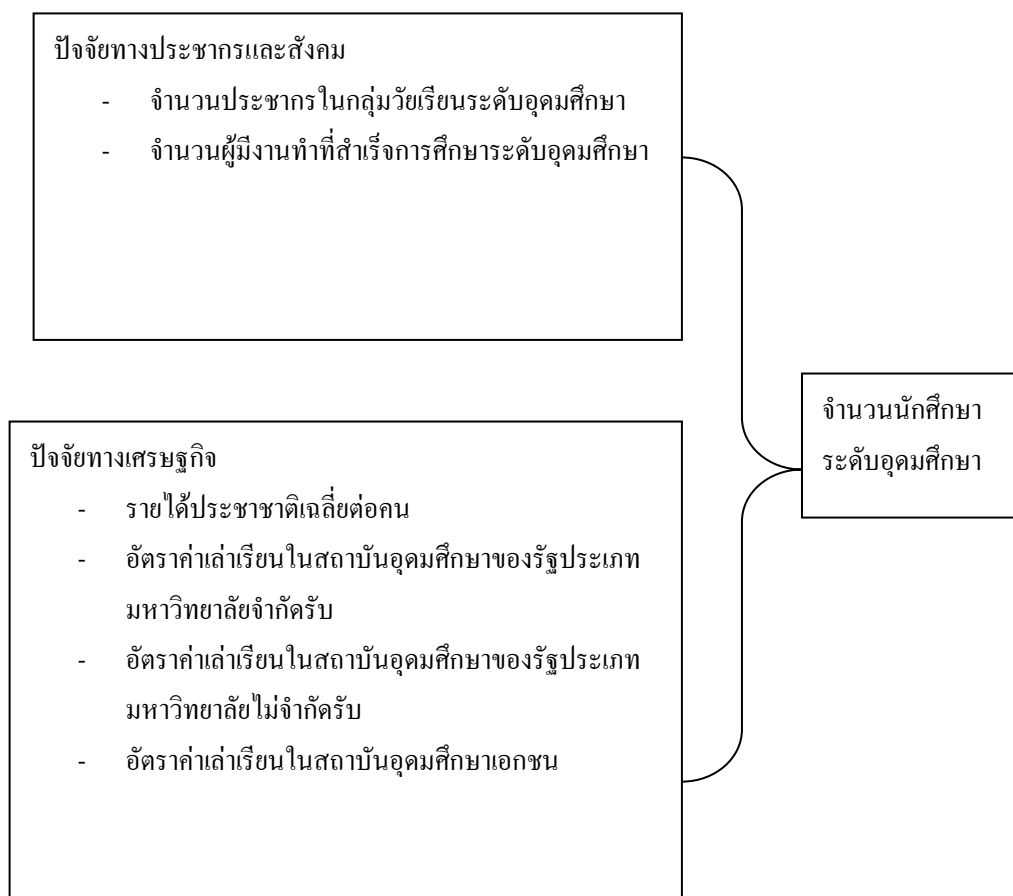 ปัจจัยทางประชากรและสังคม
- จำนวนประชากรในกลุ่มวัยเรียนระดับอุดมศึกษา
- จำนวนผู้มีงานทำที่สำเร็จการศึกษาระดับอุดมศึกษา
จำนวนนักศึกษา
ระดับอุดมศึกษา
ปัจจัยทางเศรษฐกิจ
- รายได้ประชาชาติเฉลี่ยต่อคน
- อัตราค่าเล่าเรียนในสถาบันอุดมศึกษาของรัฐประเภท
มหาวิทยาลัยจำกัดรับ
- อัตราค่าเล่าเรียนในสถาบันอุดมศึกษาของรัฐประเภท
มหาวิทยาลัยไม่จำกัดรับ
- อัตราค่าเล่าเรียนในสถาบันอุดมศึกษาเอกชน